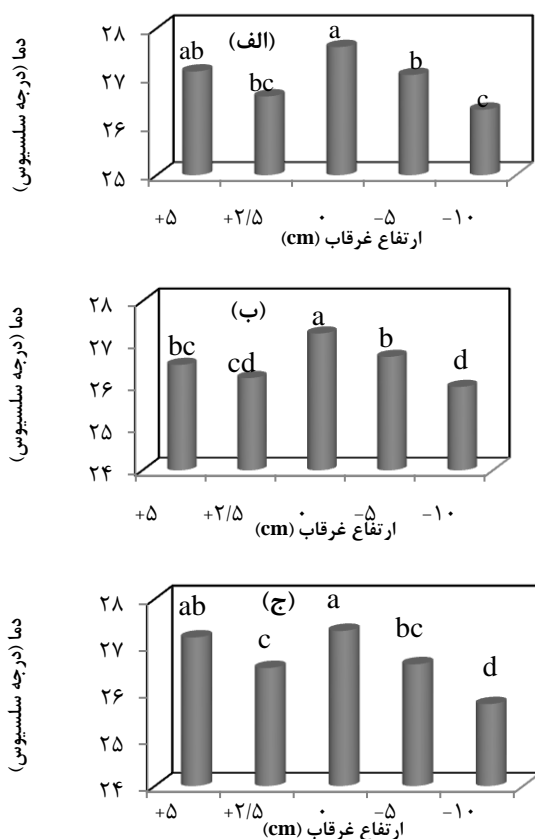 (الف)
دما (درجه سلسیوس)
۲۸
۲۷
۲۶
۲۵
ab bc a b c
+۵ +۲/۵ ۰ -۵ -۱۰
ارتفاع غرقاب (cm)
(ب)
دما (درجه سلسیوس)
۲۸
۲۷
۲۶
۲۵
۲۴
bc cd a b d
+۵ +۲/۵ ۰ -۵ -۱۰
ارتفاع غرقاب (cm)
(ج)
دما (درجه سلسیوس)
۲۸
۲۷
۲۶
۲۵
۲۴
ab c a bc d
+۵ +۲/۵ ۰ -۵ -۱۰
ارتفاع غرقاب (cm)